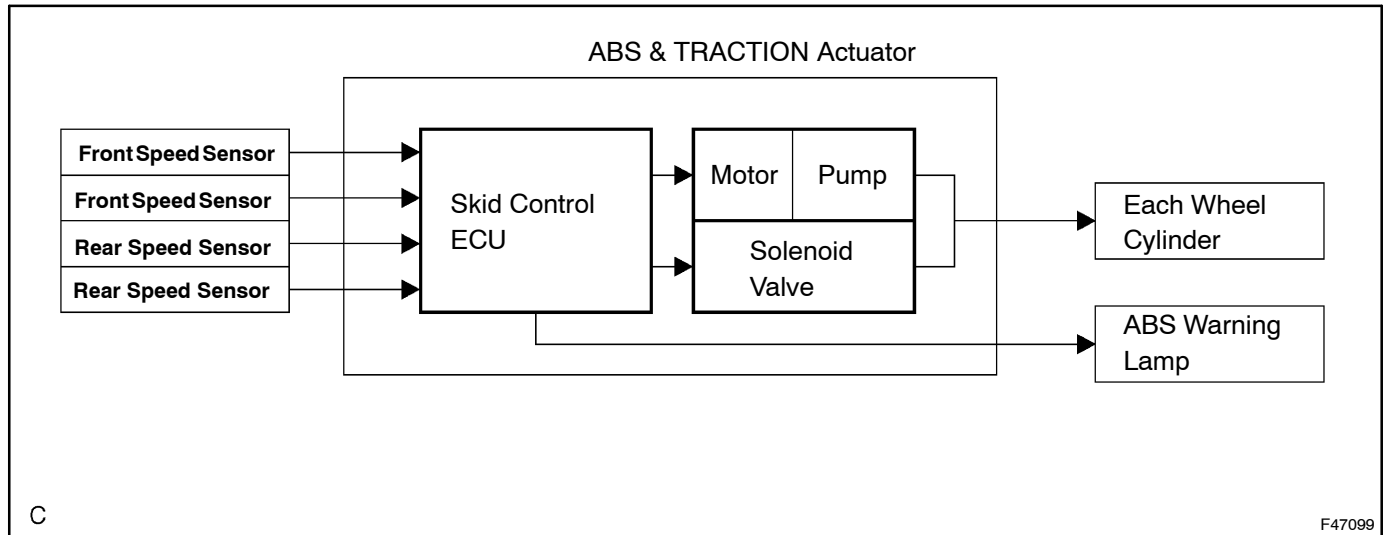 ABS & TRACTION Actuator
Front Speed Sensor
Front Speed Sensor
Rear Speed Sensor
Rear Speed Sensor
Skid Control
ECU
Motor
Pump
Solenoid
Valve
Each Wheel
Cylinder
ABS Warning
Lamp
C
F47099